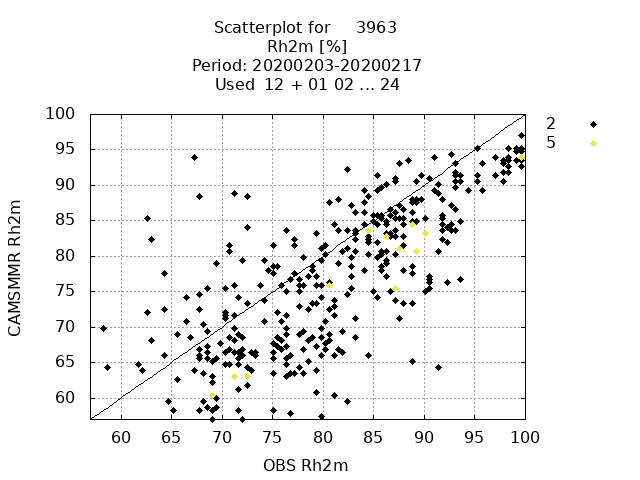 Scatterplot for 3963
Rh2m [%]
Period: 20200203-20200217
Used 12 + 01 02 ... 24
100
95
90
85
80
75
70
65
60
60 65 70 75 80 85 90 95 100
CAMSMMR Rh2m
OBS Rh2m
2
5